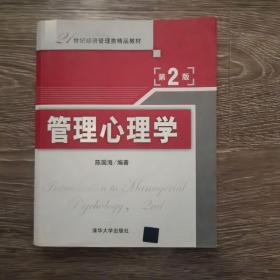 21世纪经济管理类精品教材
第2版
管理心理学
陈国海/编著
Introduction to Managerial
Psychology, 2nd
清华大学出版社